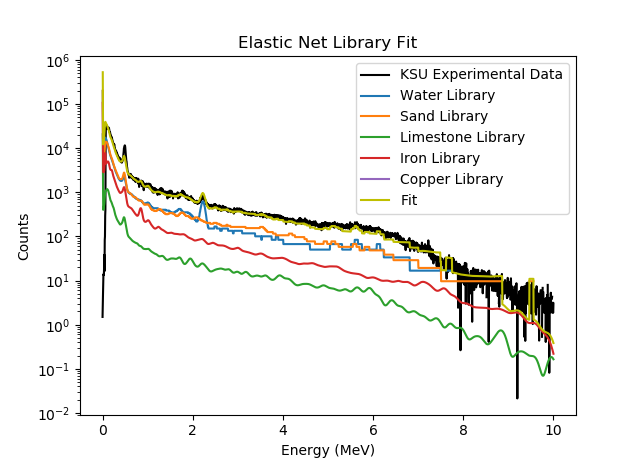 Elastic Net Library Fit
KSU Experimental Data
Water Library
Sand Library
Limestone Library
Iron Library
Copper Library
Fit
Counts
10^6
10^5
10^4
10^3
10^2
10^1
10^0
10^−1
10^−2
0 2 4 6 8 10
Energy (MeV)